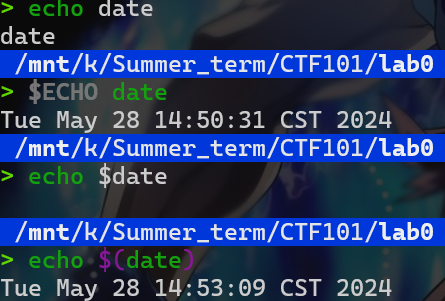 > echo date
date
/mnt/k/Summer_term/CTF101/lab0
> $ECHO date
Tue May 28 14:50:31 CST 2024
/mnt/k/Summer_term/CTF101/lab0
> echo $date
/mnt/k/Summer_term/CTF101/lab0
> echo $(date)
Tue May 28 14:53:09 CST 2024